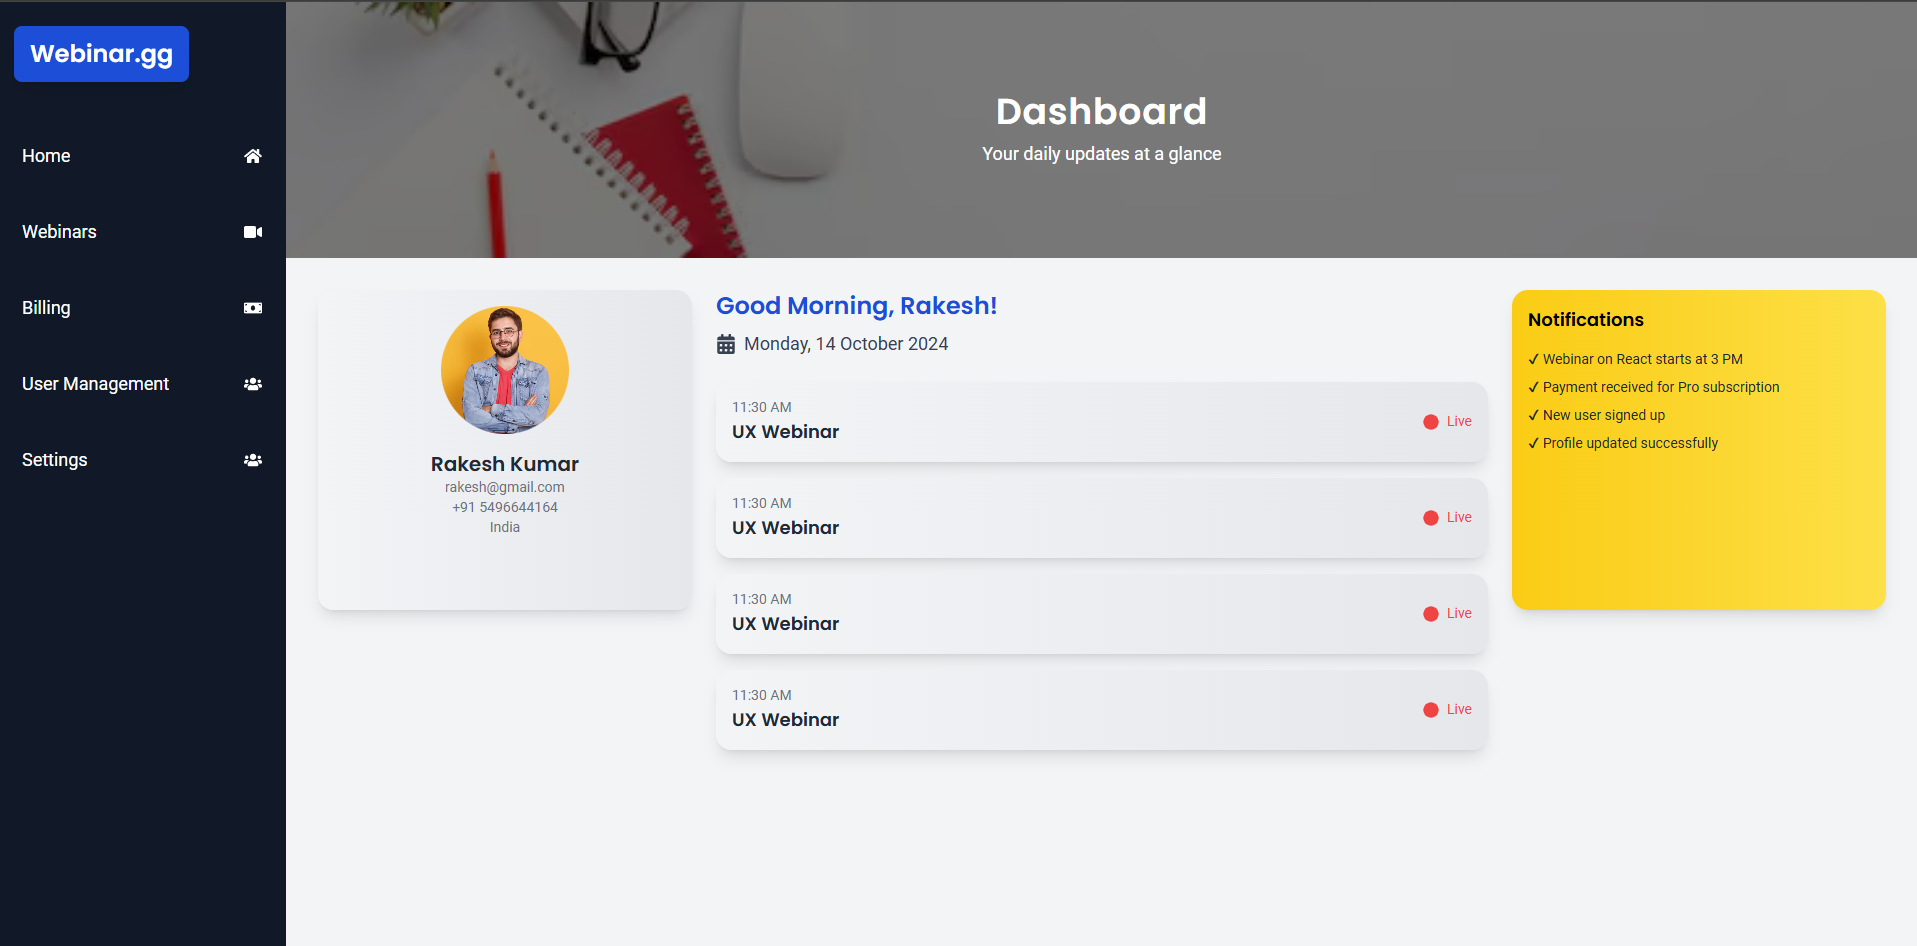 Webinar.gg
Home
Webinars
Billing
User Management
Settings
Dashboard
Your daily updates at a glance
Rakesh Kumar
rakesh@gmail.com
+91 5496644164
India
Good Morning, Rakesh!
Monday, 14 October 2024
11:30 AM
UX Webinar
Live
11:30 AM
UX Webinar
Live
11:30 AM
UX Webinar
Live
11:30 AM
UX Webinar
Live
Notifications
✓ Webinar on React starts at 3 PM
✓ Payment received for Pro subscription
✓ New user signed up
✓ Profile updated successfully